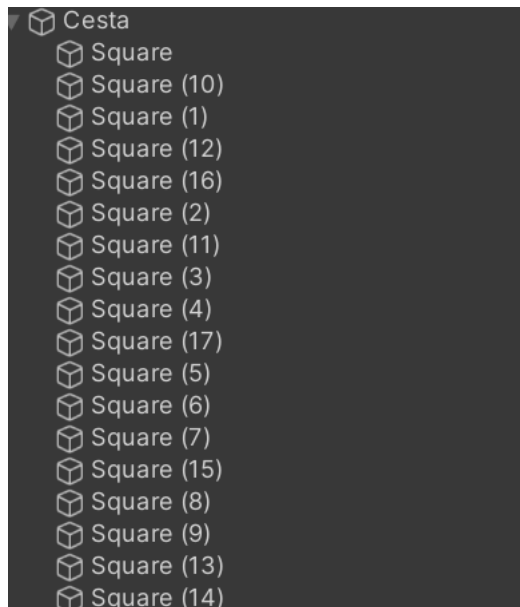 Cesta
Square
Square (10)
Square (1)
Square (12)
Square (16)
Square (2)
Square (11)
Square (3)
Square (4)
Square (17)
Square (5)
Square (6)
Square (7)
Square (15)
Square (8)
Square (9)
Square (13)
Square (14)